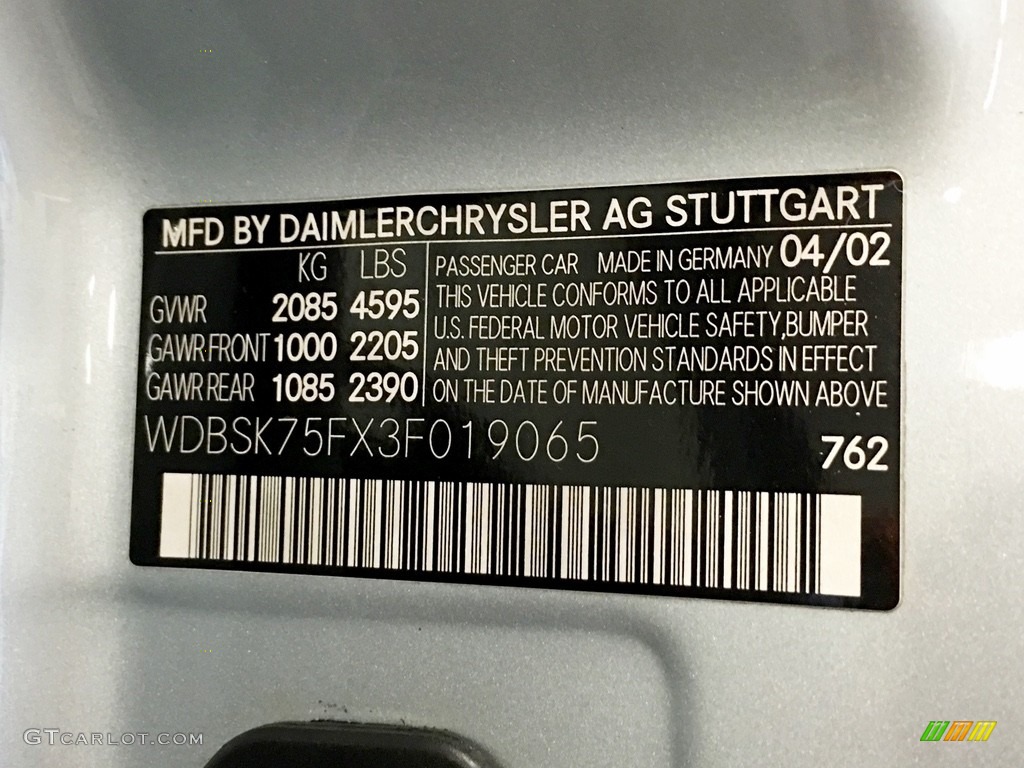 MFD BY DAIMLERCHRYSLER AG STUTTGART
KG LBS
GVWR 2085 4595
GAWR FRONT 1000 2205
GAWR REAR 1085 2390
PASSENGER CAR MADE IN GERMANY 04/02
THIS VEHICLE CONFORMS TO ALL APPLICABLE
U.S. FEDERAL MOTOR VEHICLE SAFETY, BUMPER
AND THEFT PREVENTION STANDARDS IN EFFECT
ON THE DATE OF MANUFACTURE SHOWN ABOVE
WDBSK75FX3F019065
762
GTCARLOT.COM